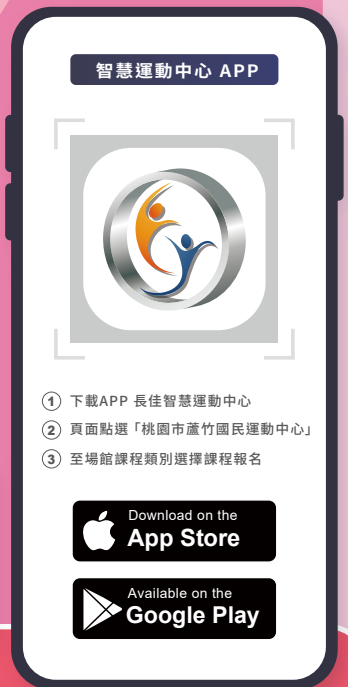 智慧運動中心 APP
① 下載APP 長佳智慧運動中心
② 頁面點選「桃園市蘆竹國民運動中心」
③ 至場館課程類別選擇課程報名
Download on the
App Store
Available on the
Google Play